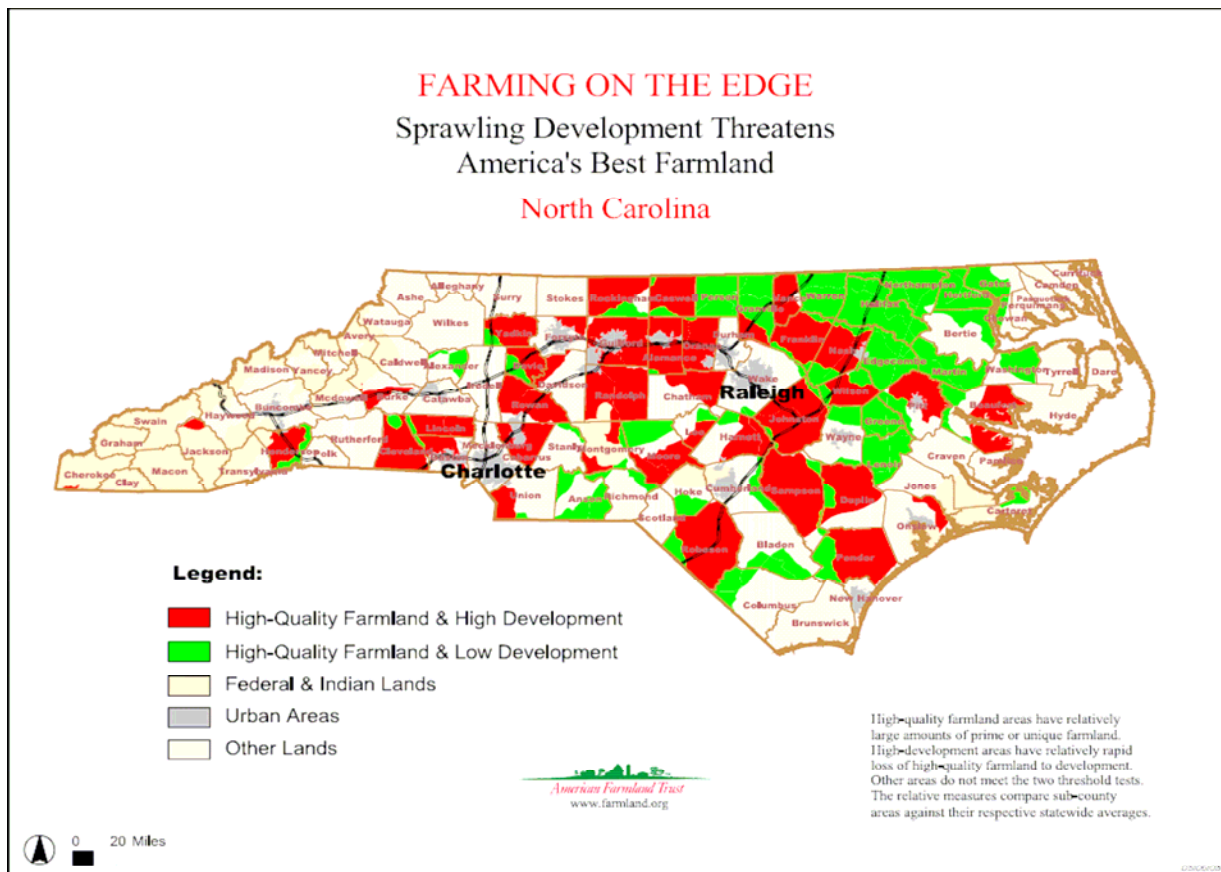 FARMING ON THE EDGE
Sprawling Development Threatens
America's Best Farmland
North Carolina
Alleghany
Ashe
Surry
Stokes
Rockingham
Caswell
Person
Granville
Vance
Warren
Northampton
Gates
Currituck
Camden
Pasquotank
Perquimans
Chowan
Watauga
Wilkes
Yadkin
Forsyth
Guilford
Orange
Durham
Franklin
Halifax
Hertford
Bertie
Avery
Mitchell
Caldwell
Alexander
Davie
Alamance
Nash
Edgecombe
Martin
Washington
Tyrrell
Dare
Madison
Yancey
Iredell
Davidson
Wake
Raleigh
Mcdowell
Burke
Catawba
Rowan
Randolph
Chatham
Wilson
Pitt
Beaufort
Hyde
Swain
Haywood
Buncombe
Johnston
Greene
Graham
Jackson
Henderson
Polk
Rutherford
Cleveland
Lincoln
Gaston
Mecklenburg
Cabarrus
Stanly
Montgomery
Moore
Lee
Harnett
Wayne
Lenoir
Craven
Pamlico
Cherokee
Clay
Macon
Transylvania
Charlotte
Union
Anson
Richmond
Hoke
Cumberland
Sampson
Duplin
Jones
Carteret
Scotland
Onslow
Robeson
Bladen
Pender
Columbus
New Hanover
Brunswick
Legend:
High-Quality Farmland & High Development
High-Quality Farmland & Low Development
Federal & Indian Lands
Urban Areas
Other Lands
High-quality farmland areas have relatively
large amounts of prime or unique farmland.
High-development areas have relatively rapid
loss of high-quality farmland to development.
Other areas do not meet the two threshold tests.
The relative measures compare sub-county
areas against their respective statewide averages.
American Farmland Trust
www.farmland.org
0 20 Miles